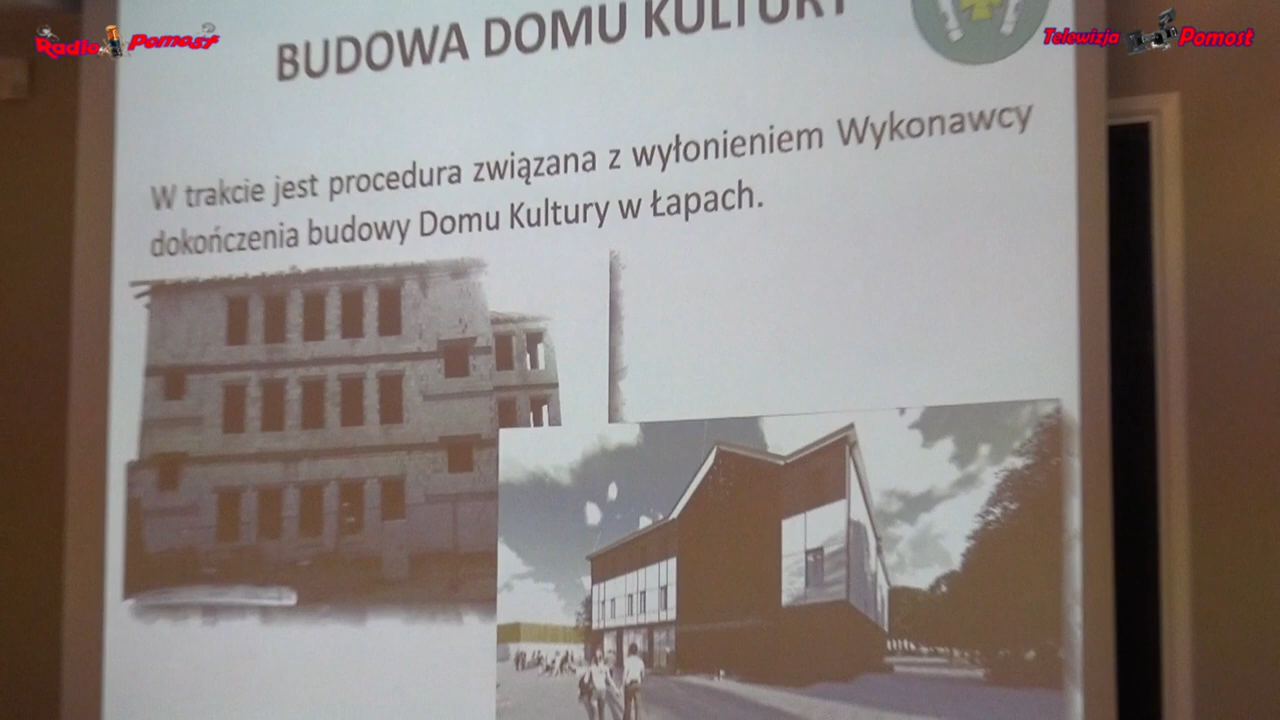 Radio Pomost
Telewizja Pomost
BUDOWA DOMU KULTURY
W trakcie jest procedura związana z wyłonieniem Wykonawcy
dokończenia budowy Domu Kultury w Łapach.